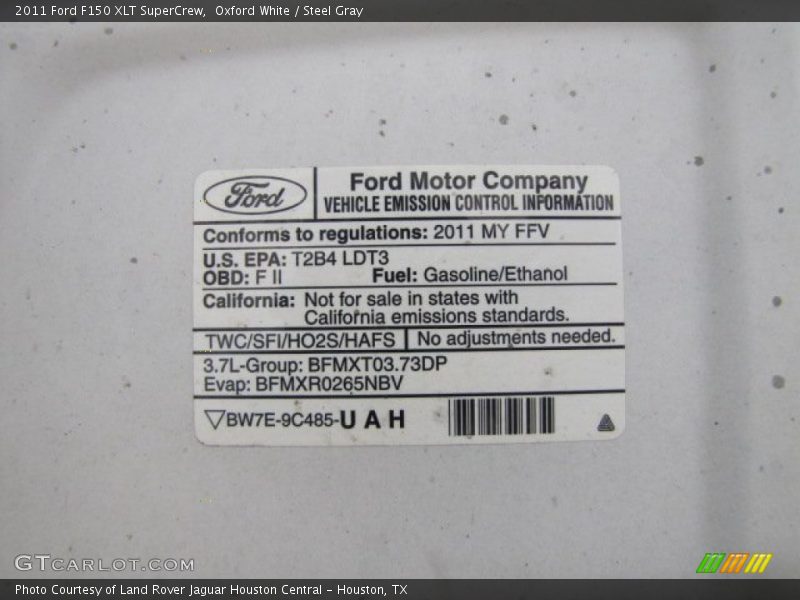 2011 Ford F150 XLT SuperCrew,  Oxford White / Steel Gray
Ford
Ford Motor Company
VEHICLE EMISSION CONTROL INFORMATION
Conforms to regulations: 2011 MY FFV
U.S. EPA: T2B4 LDT3
OBD: F II Fuel: Gasoline/Ethanol
California: Not for sale in states with
California emissions standards.
TWC/SFI/HO2S/HAFS No adjustments needed.
3.7L-Group: BFMXT03.73DP
Evap: BFMXR0265NBV
BW7E-9C485-U A H
GTCARLOT.COM
Photo Courtesy of Land Rover Jaguar Houston Central - Houston, TX